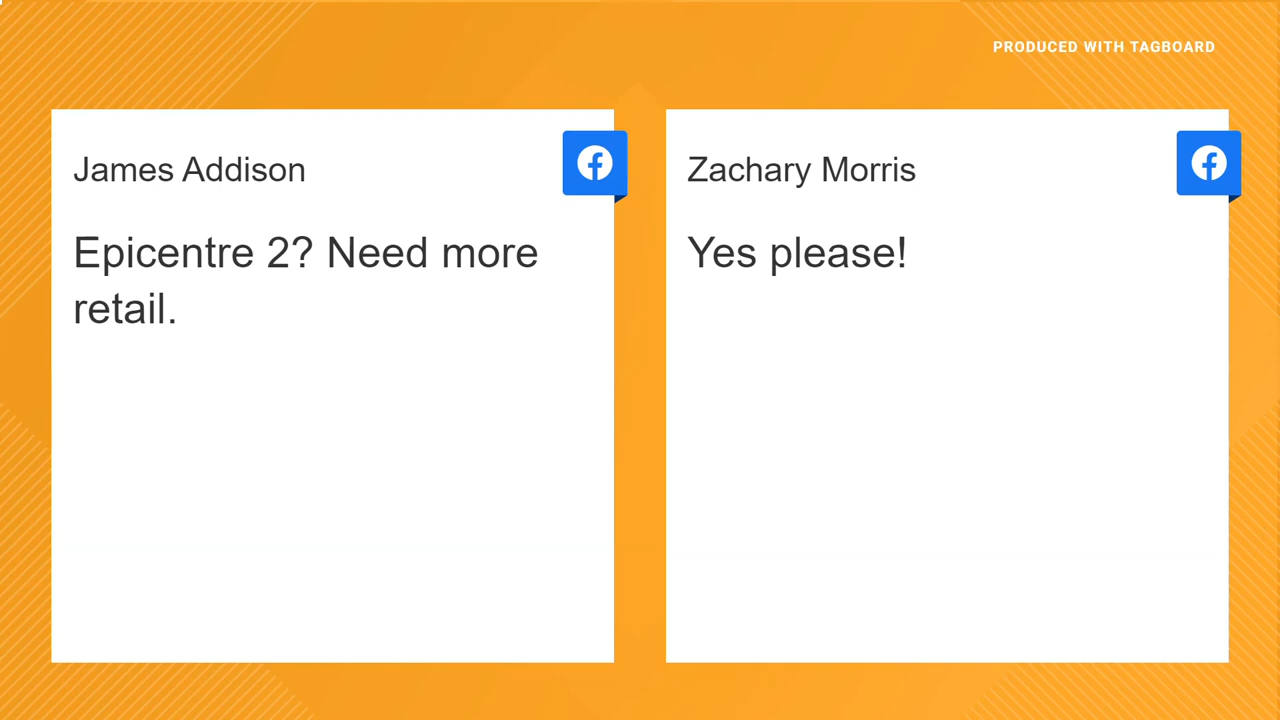 PRODUCED WITH TAGBOARD
James Addison
Epicentre 2? Need more
retail.
Zachary Morris
Yes please!